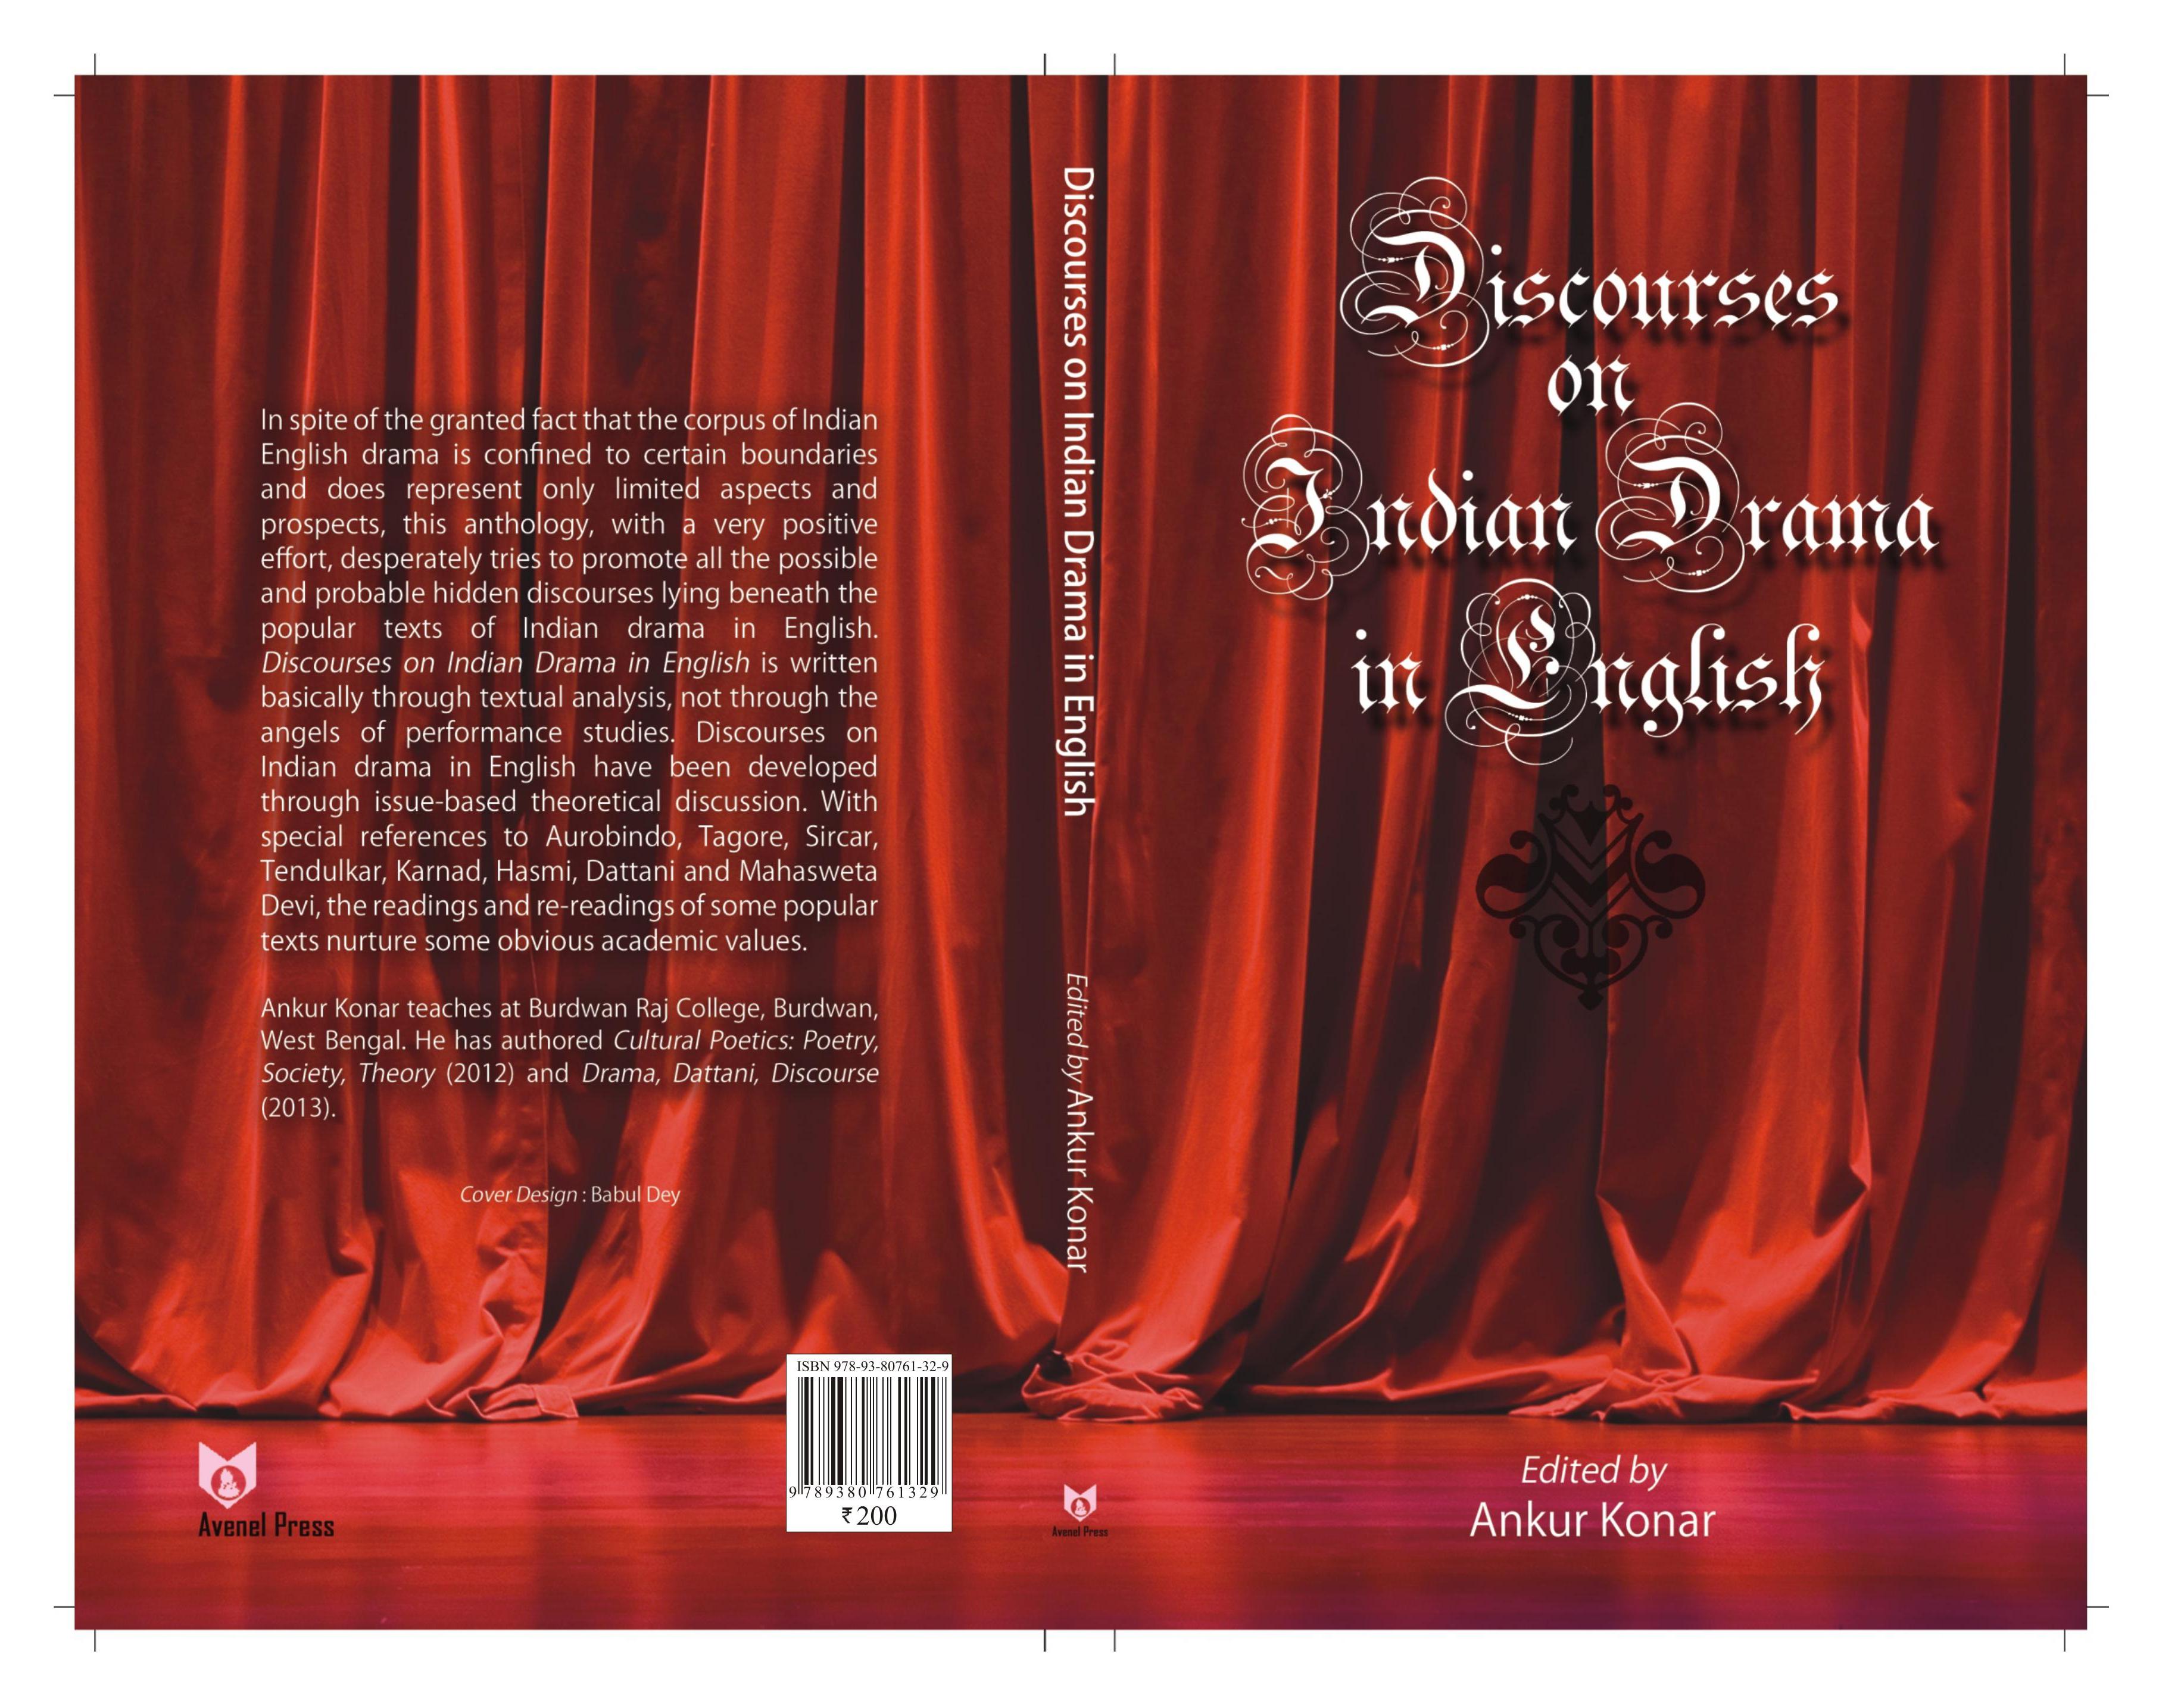 In spite of the granted fact that the corpus of Indian
English drama is confined to certain boundaries
and does represent only limited aspects and
prospects, this anthology, with a very positive
effort, desperately tries to promote all the possible
and probable hidden discourses lying beneath the
popular texts of Indian drama in English.
Discourses on Indian Drama in English is written
basically through textual analysis, not through the
angels of performance studies. Discourses on
Indian drama in English have been developed
through issue-based theoretical discussion. With
special references to Aurobindo, Tagore, Sircar,
Tendulkar, Karnad, Hasmi, Dattani and Mahasweta
Devi, the readings and re-readings of some popular
texts nurture some obvious academic values.
Ankur Konar teaches at Burdwan Raj College, Burdwan,
West Bengal. He has authored Cultural Poetics: Poetry,
Society, Theory (2012) and Drama, Dattani, Discourse
(2013).
Cover Design : Babul Dey
Avenel Press
ISBN 978-93-80761-32-9
9 789380 761329
₹ 200
Discourses on Indian Drama in English
Edited by Ankur Konar
Avenel Press
Discourses
on
Indian Drama
in English
Edited by
Ankur Konar